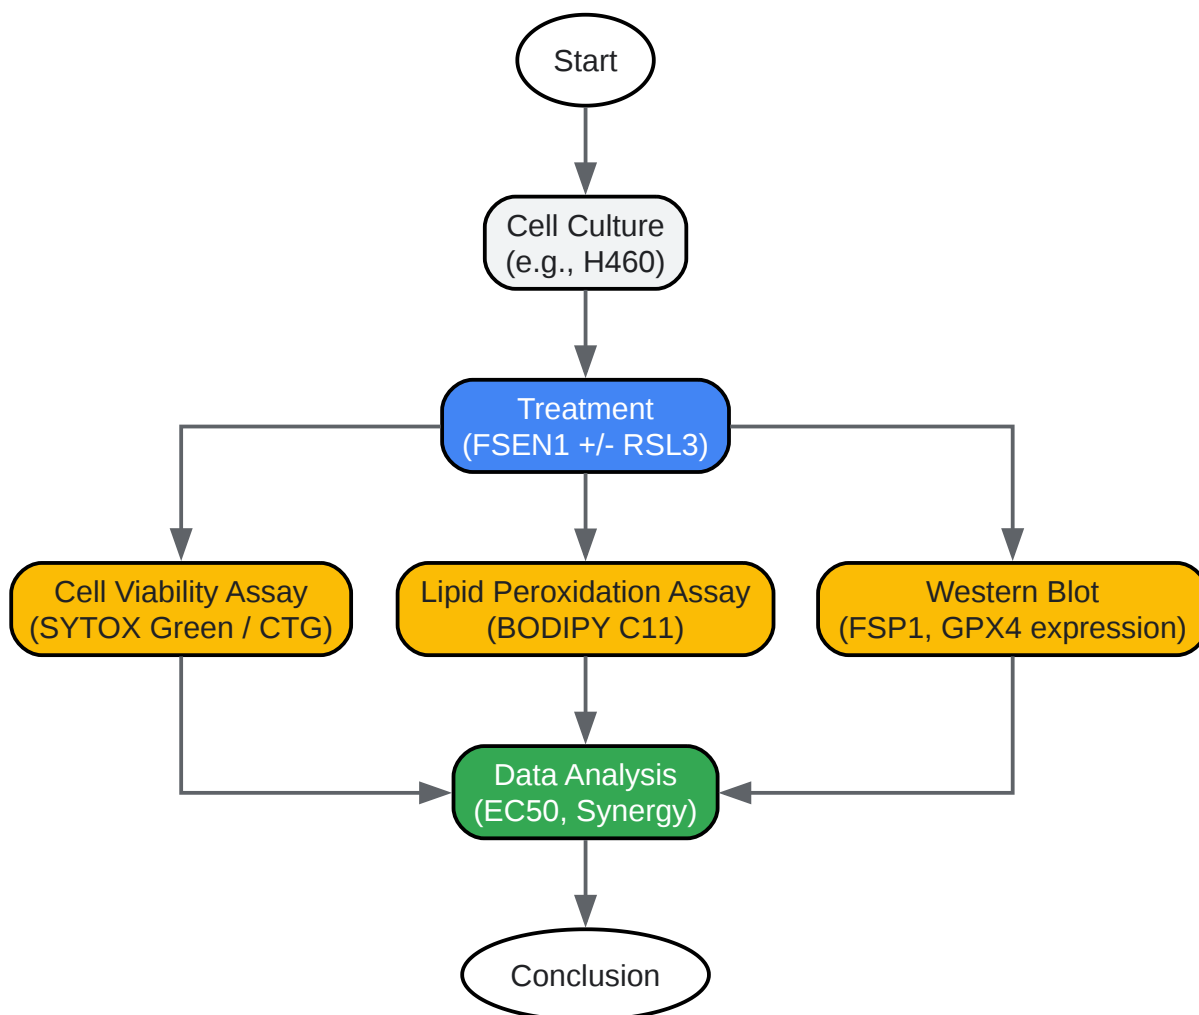 Start
Cell Culture
(e.g., H460)
Treatment
(FSEN1 +/- RSL3)
Cell Viability Assay
(SYTOX Green / CTG)
Lipid Peroxidation Assay
(BODIPY C11)
Western Blot
(FSP1, GPX4 expression)
Data Analysis
(EC50, Synergy)
Conclusion